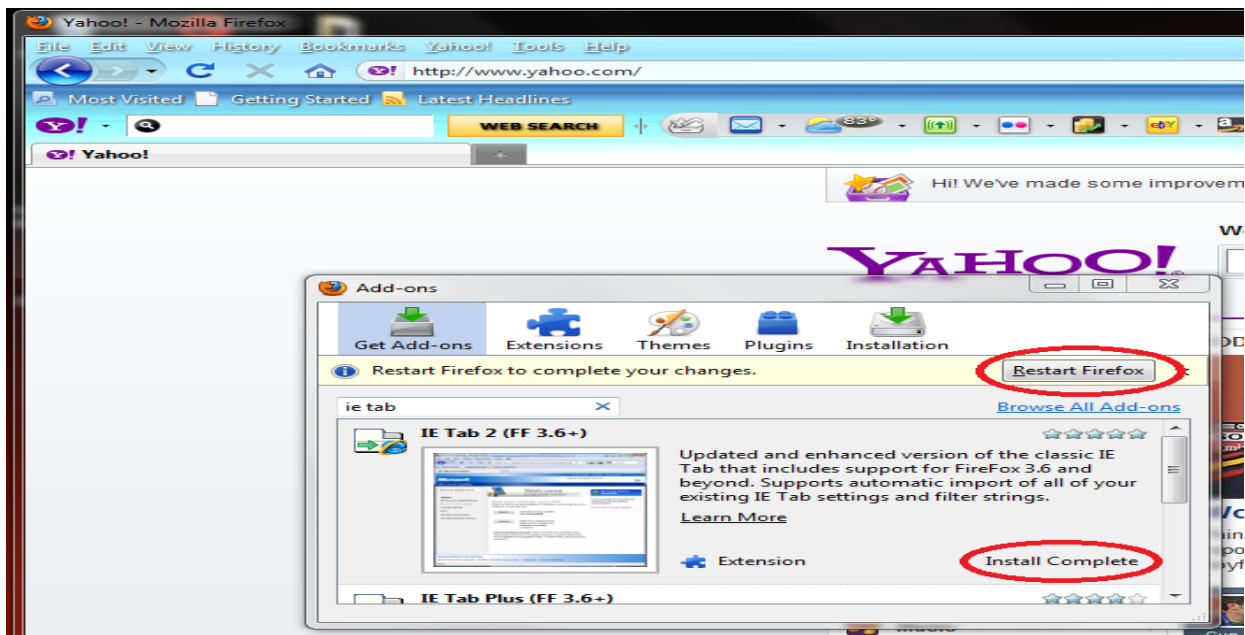 Yahoo! - Mozilla Firefox
File Edit View History Bookmarks Yahoo! Tools Help
http://www.yahoo.com/
Most Visited Getting Started Latest Headlines
WEB SEARCH 83°
Yahoo!
Hi! We've made some improvem
YAHOO!
Add-ons
Get Add-ons Extensions Themes Plugins Installation
Restart Firefox to complete your changes. Restart Firefox
ie tab Browse All Add-ons
IE Tab 2 (FF 3.6+)
Updated and enhanced version of the classic IE
Tab that includes support for FireFox 3.6 and
beyond. Supports automatic import of all of your
existing IE Tab settings and filter strings.
Learn More
Welcome
Extension Install Complete
IE Tab Plus (FF 3.6+)